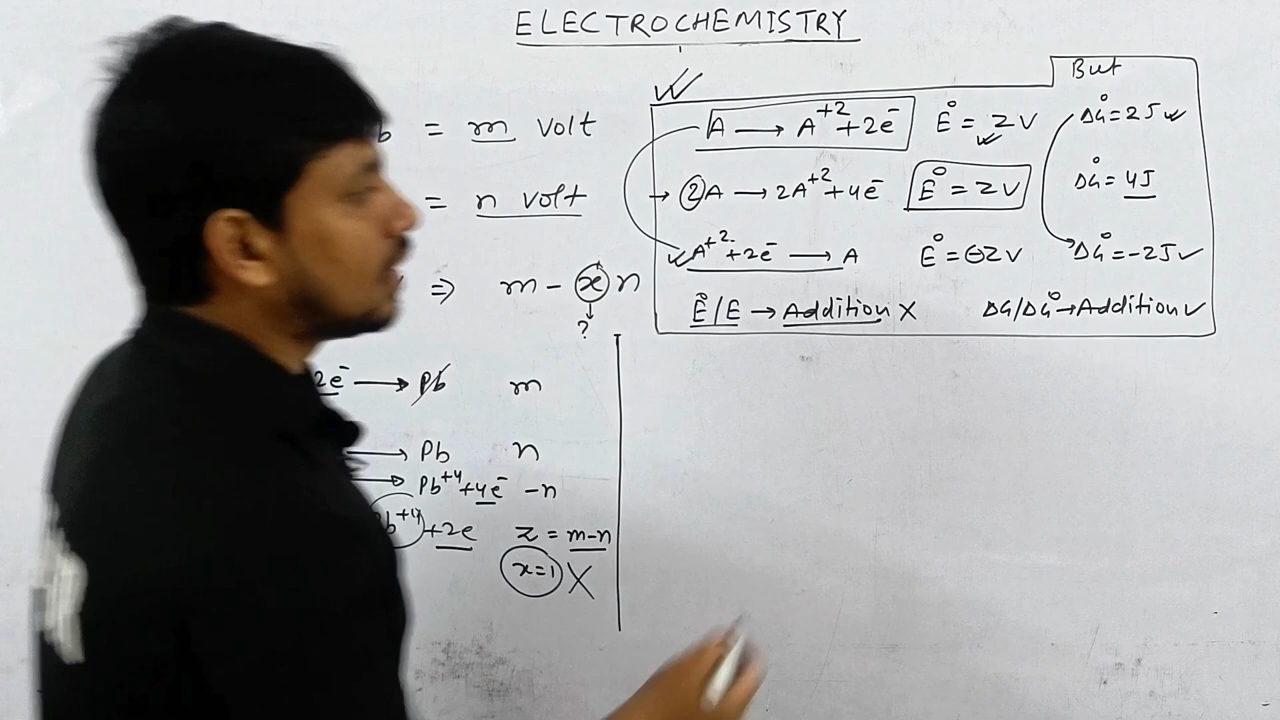 ELECTROCHEMISTRY
b = m volt
= n volt
⇒ m - x n
?
2e⁻ → Pb m
→ Pb n
→ Pb⁺⁴ + 4e⁻ -n
b⁺⁴ + 2e z = m-n
x=1 X
But
A → A⁺² + 2e⁻ E° = 2V ΔG° = 2J ✓
→ 2A → 2A⁺² + 4e⁻ E° = 2V ΔG° = 4J
A⁺² + 2e⁻ → A E° = -2V ΔG° = -2J ✓
E°/E → Addition X ΔG/ΔG° → Addition ✓